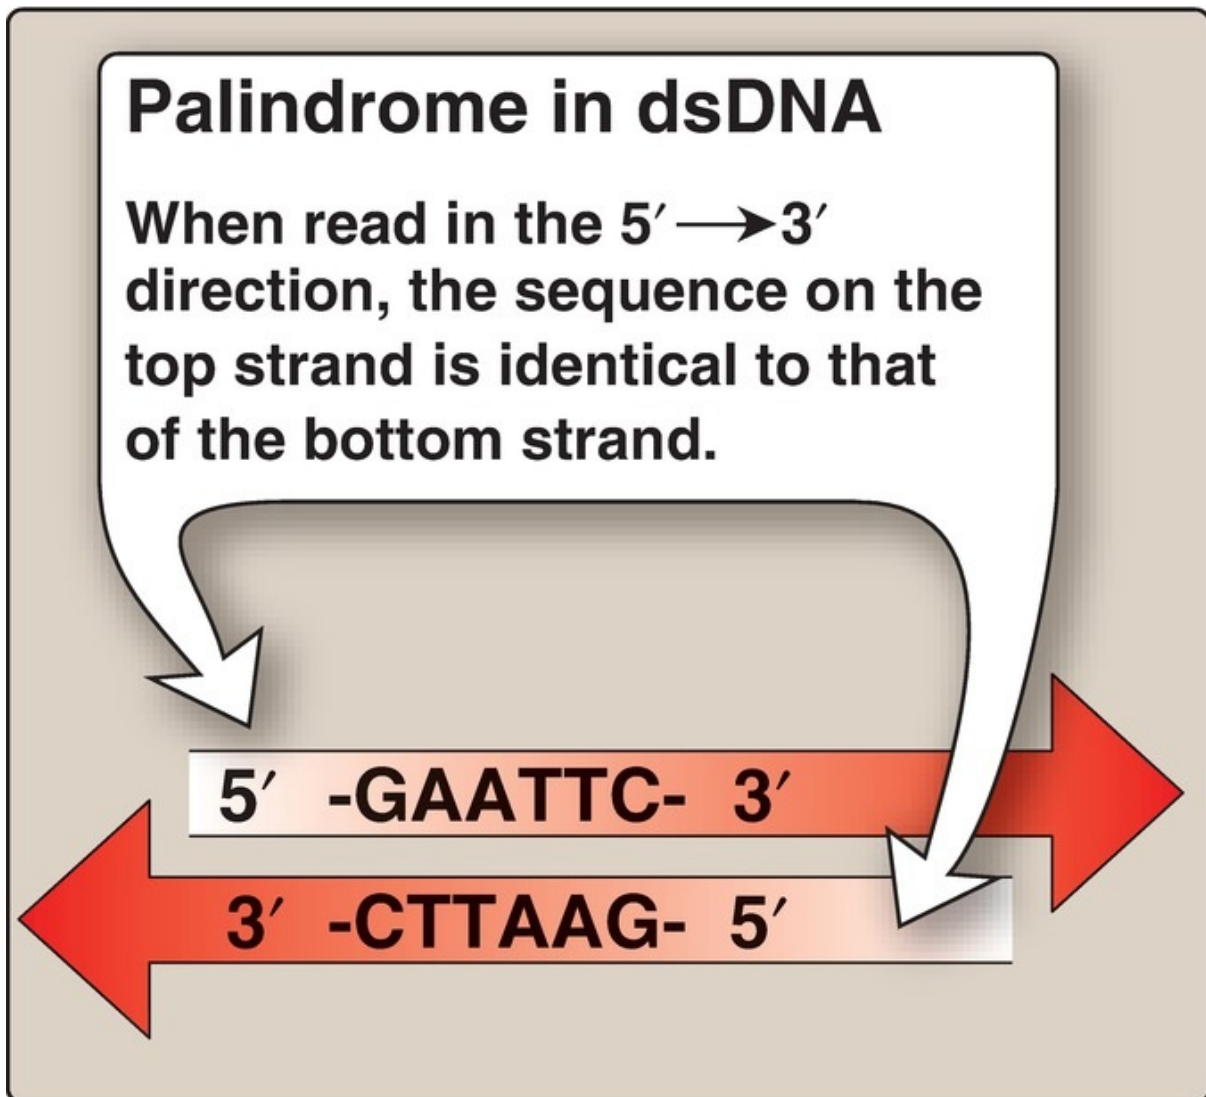 Palindrome in dsDNA
When read in the 5′ ⟶ 3′
direction, the sequence on the
top strand is identical to that
of the bottom strand.
5′ -GAATTC- 3′
3′ -CTTAAG- 5′